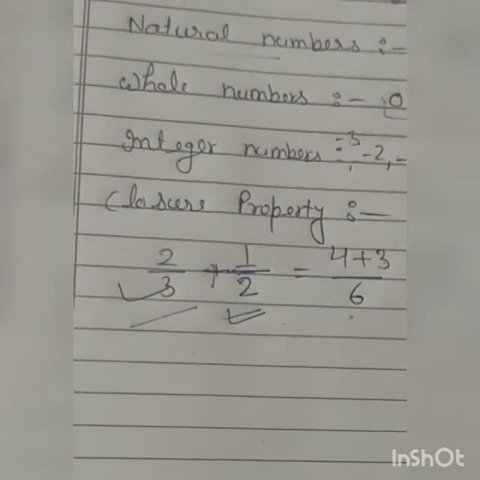 Natural numbers :-
Whole numbers :- 0
Integer numbers :- -3, -2, -
Closure Property :-
2/3 + 1/2 = 4+3/6
InShOt